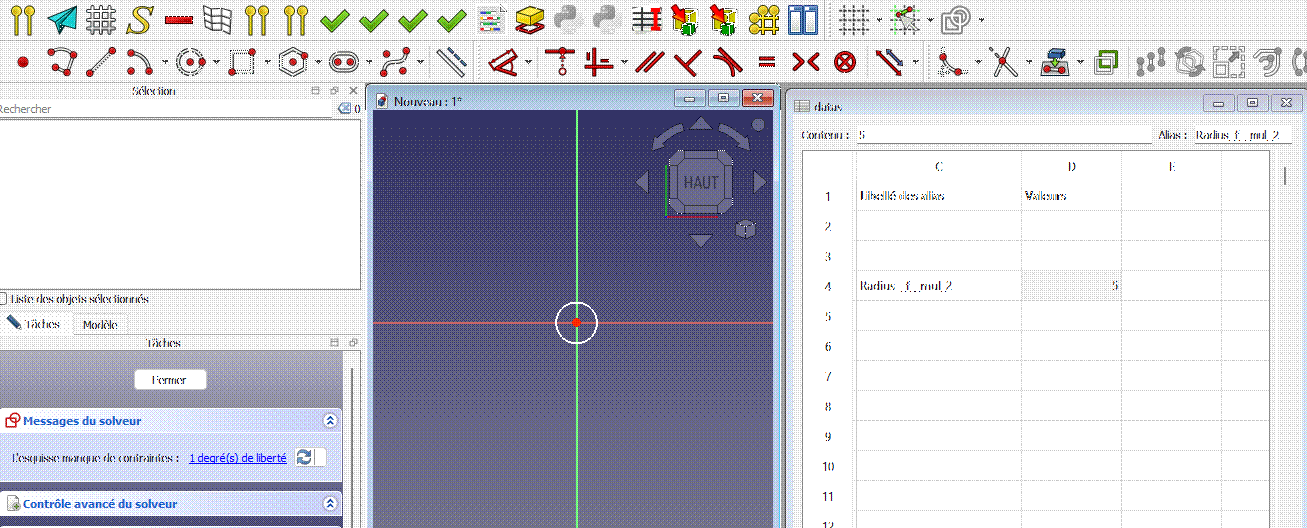 Sélection
Rechercher
0
Liste des objets sélectionnés
Tâches Modèle
Tâches
Fermer
Messages du solveur
L'esquisse manque de contraintes : 1 degré(s) de liberté
Contrôle avancé du solveur
Nouveau : 1*
HAUT
datas
Contenu : 5 Alias :
C D E
1 Libellé des alias Valeurs
2
3
4 5
5
6
7
8
9
10
11
12